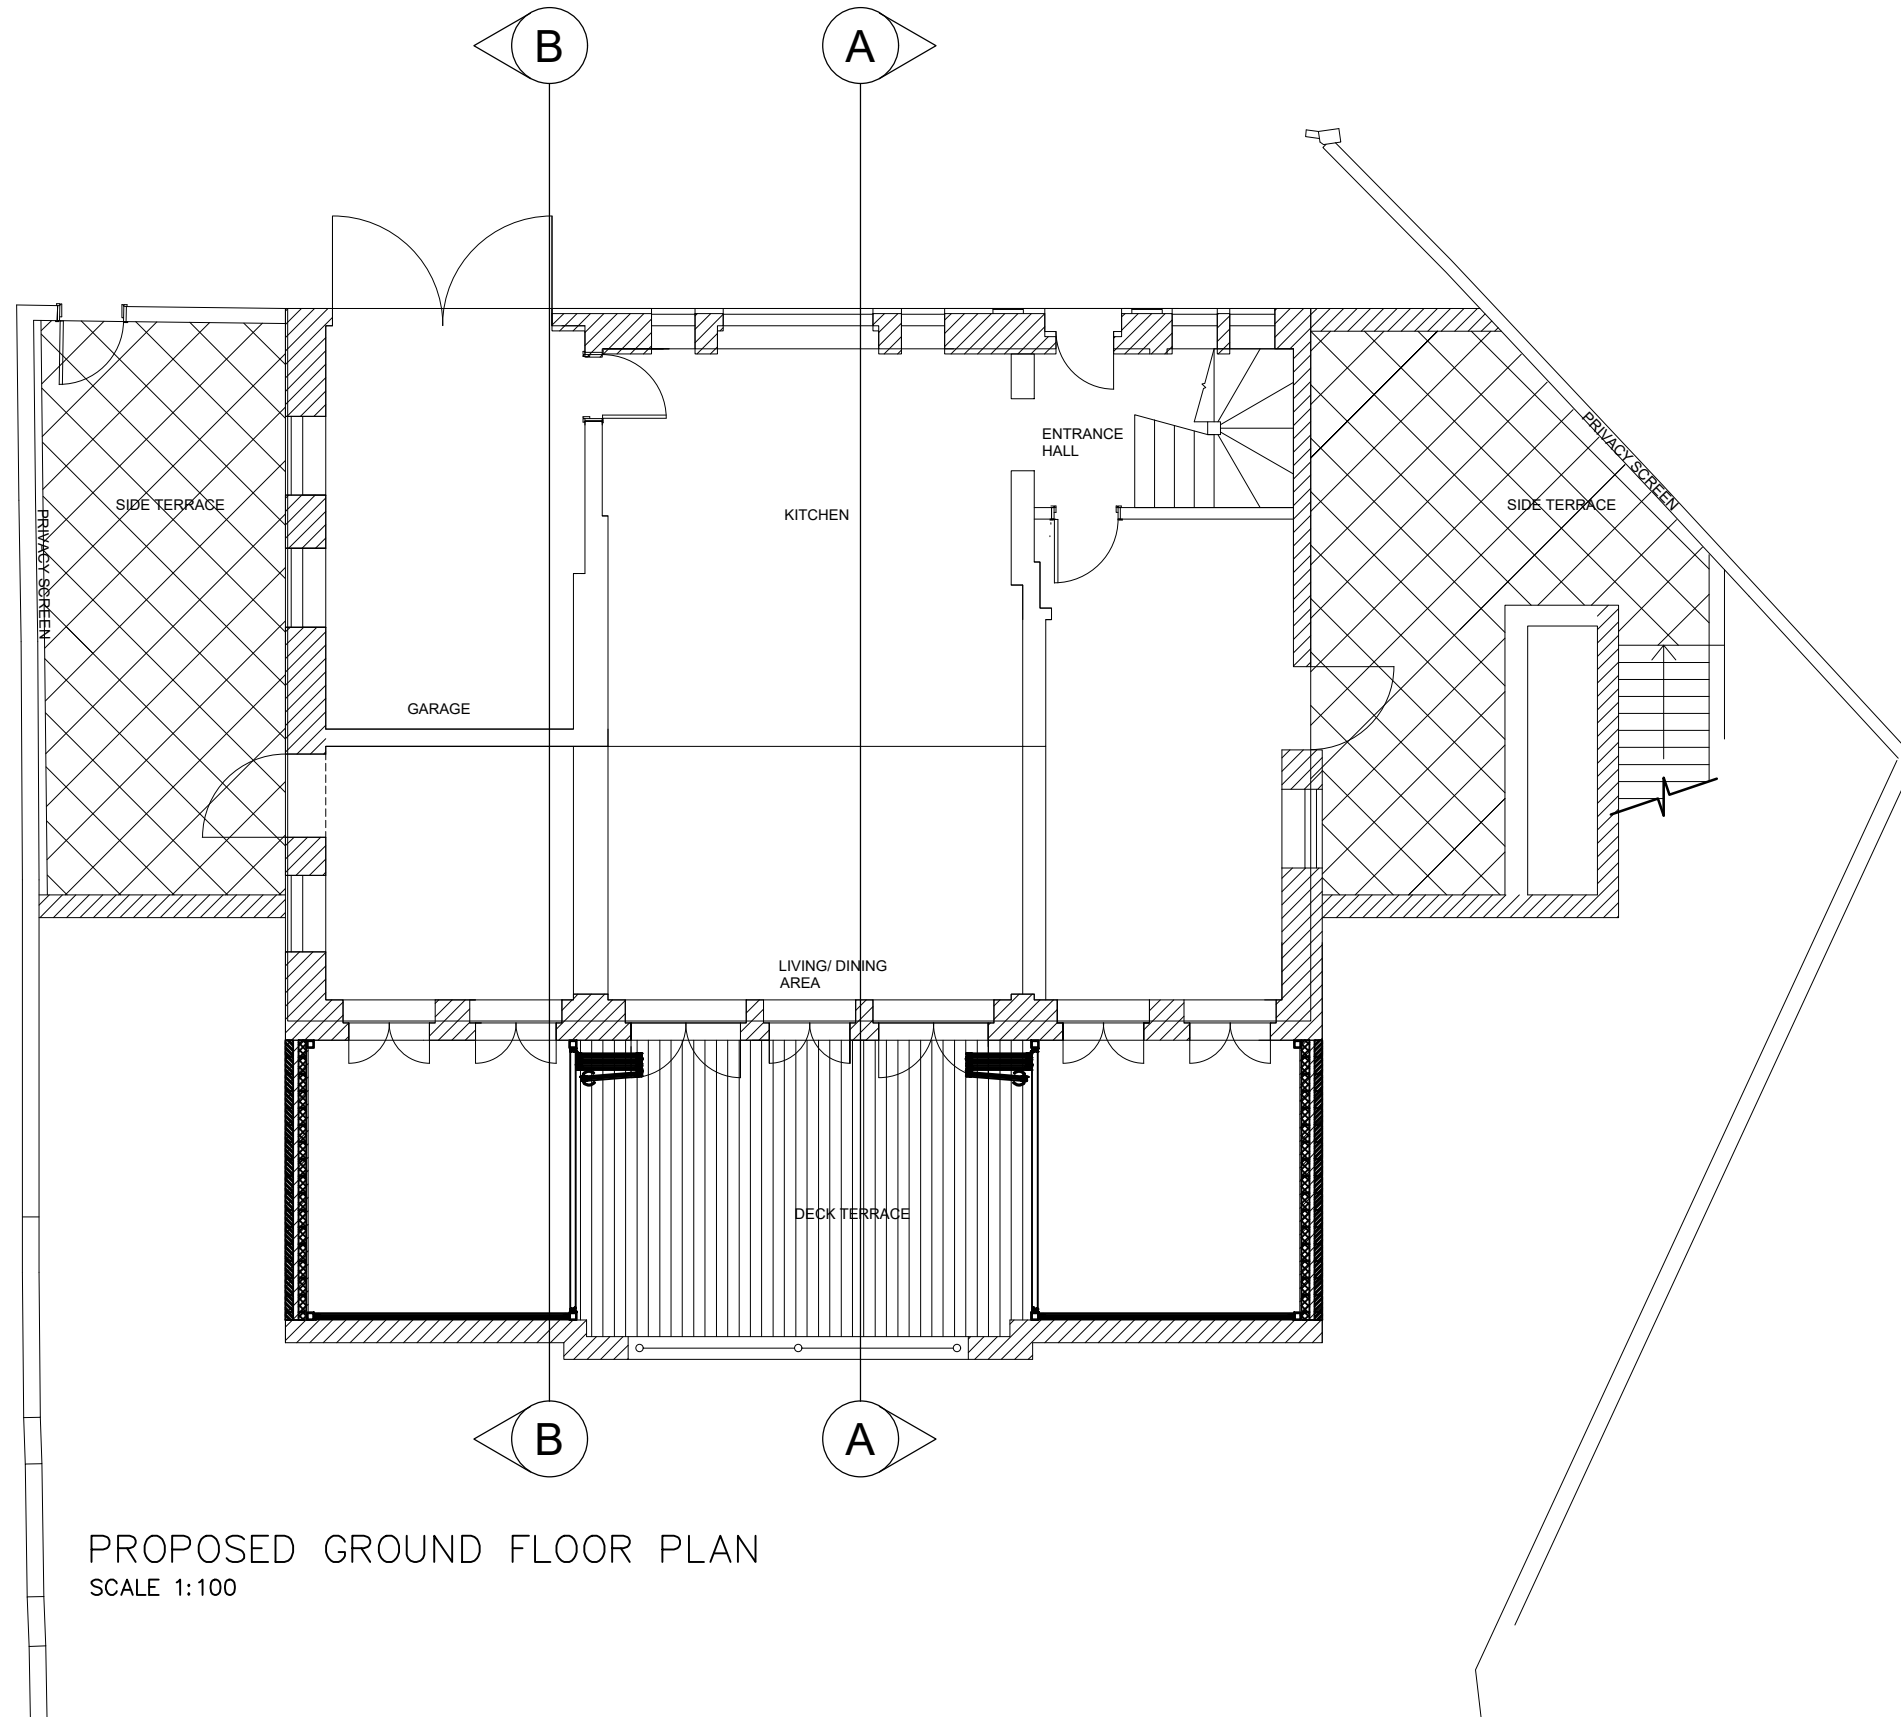 B
A
ENTRANCE
HALL
PRIVACY SCREEN
SIDE TERRACE
SIDE TERRACE
KITCHEN
PRIVACY SCREEN
GARAGE
LIVING/ DINING
AREA
DECK TERRACE
B
A
PROPOSED GROUND FLOOR PLAN
SCALE 1:100